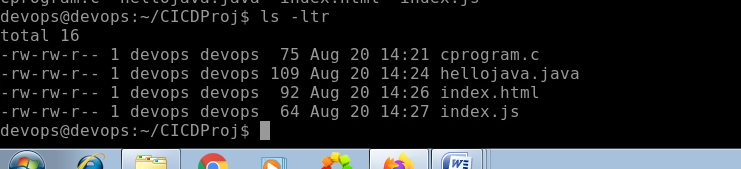 cprogram.c  hellojava.java  index.html  index.js
devops@devops:~/CICDProj$ ls -ltr
total 16
-rw-rw-r-- 1 devops devops  75 Aug 20 14:21 cprogram.c
-rw-rw-r-- 1 devops devops 109 Aug 20 14:24 hellojava.java
-rw-rw-r-- 1 devops devops  92 Aug 20 14:26 index.html
-rw-rw-r-- 1 devops devops  64 Aug 20 14:27 index.js
devops@devops:~/CICDProj$
W